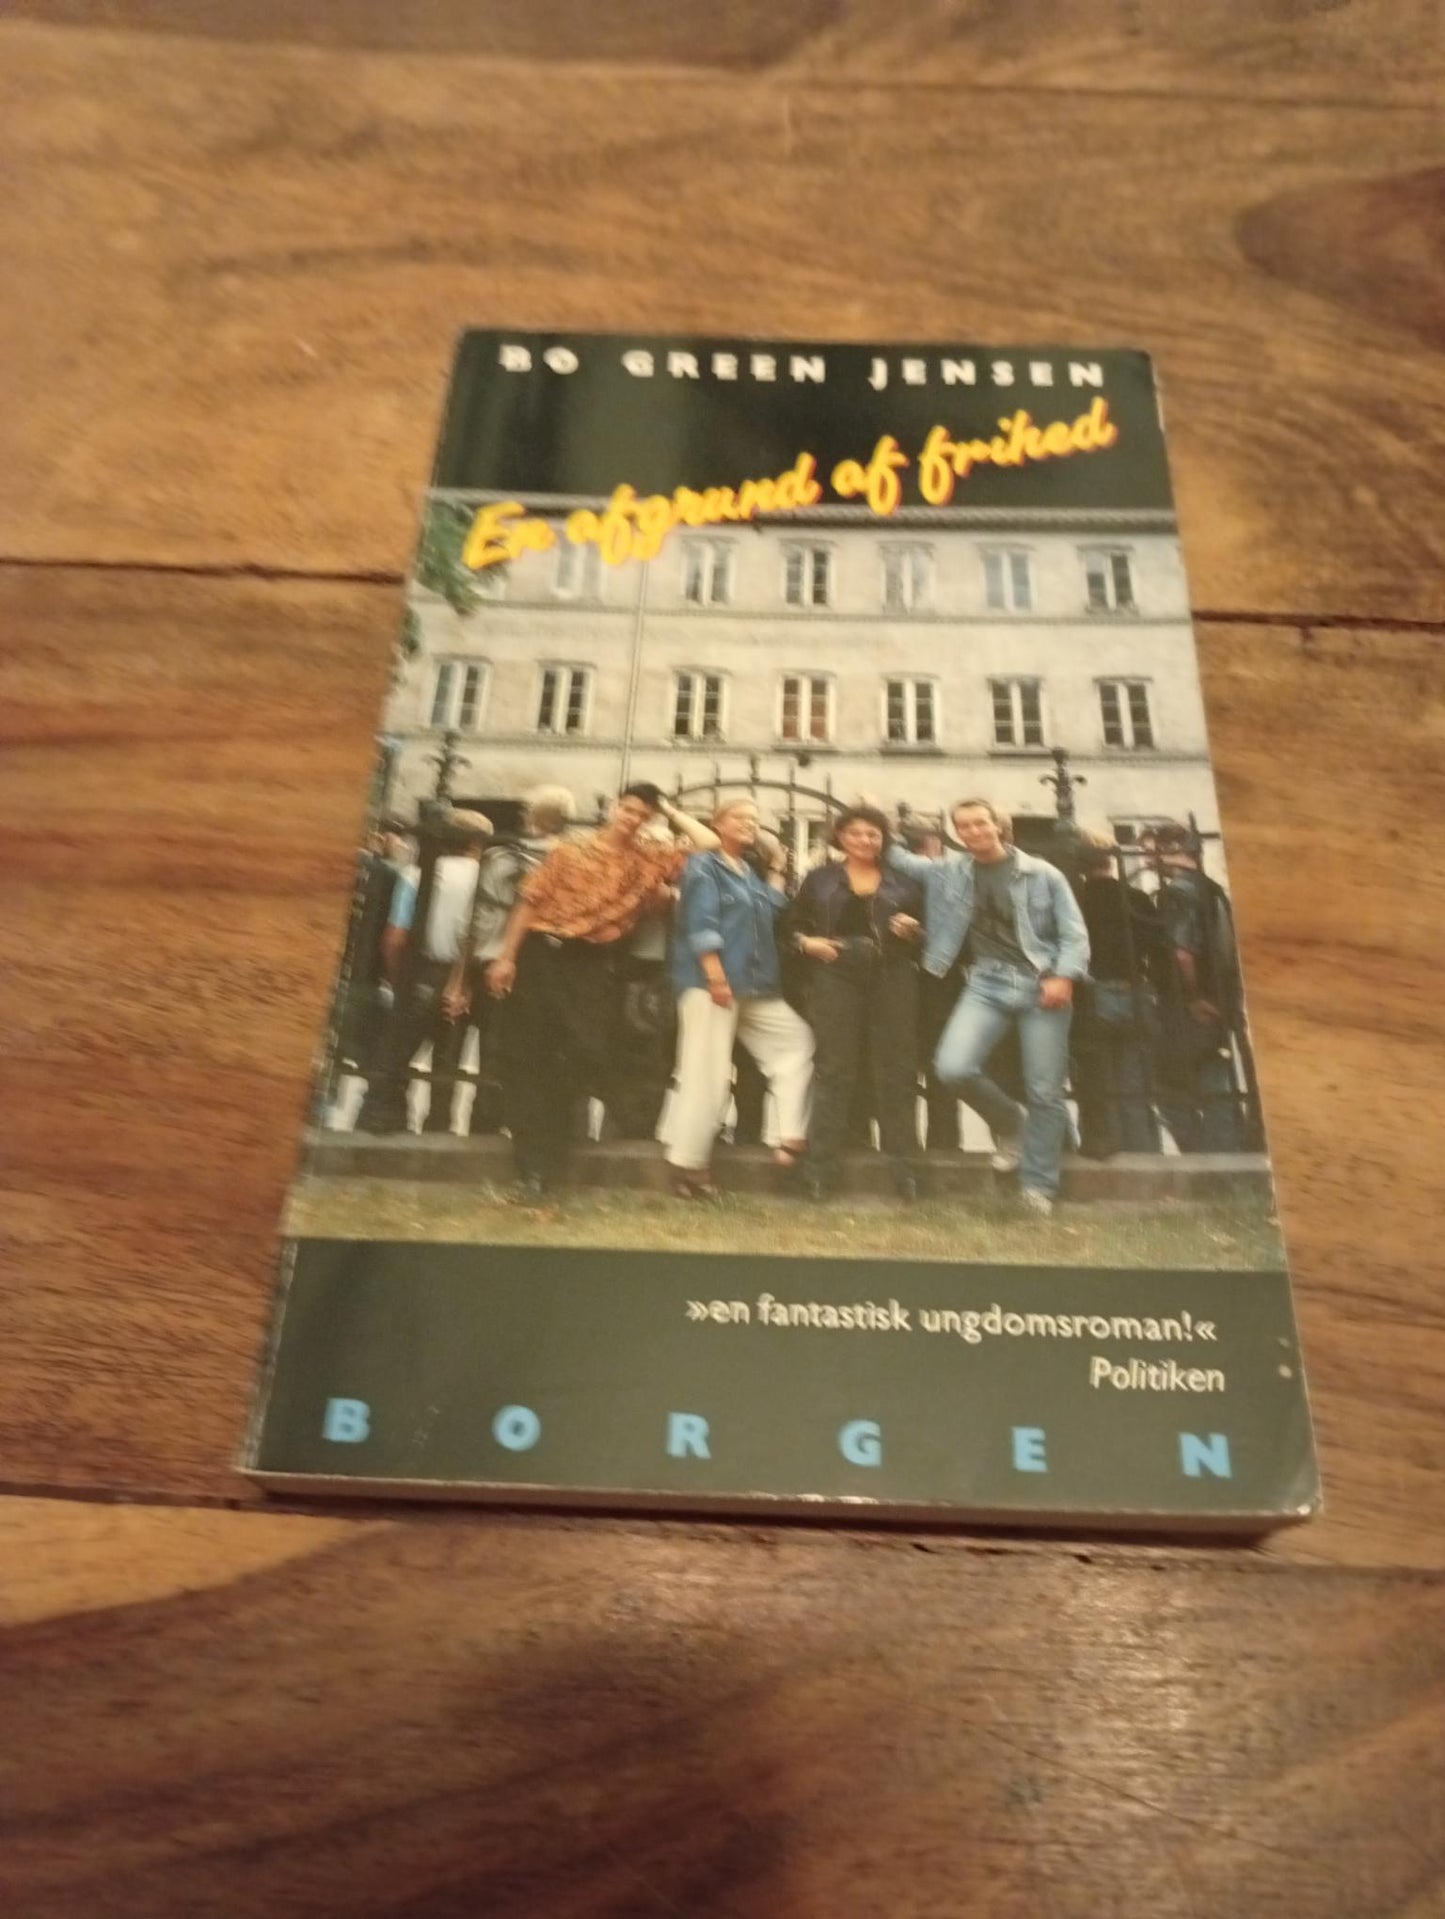 BO GREEN JENSEN
En afgrund af frihed
»en fantastisk ungdomsroman!«
Politiken
BORGEN